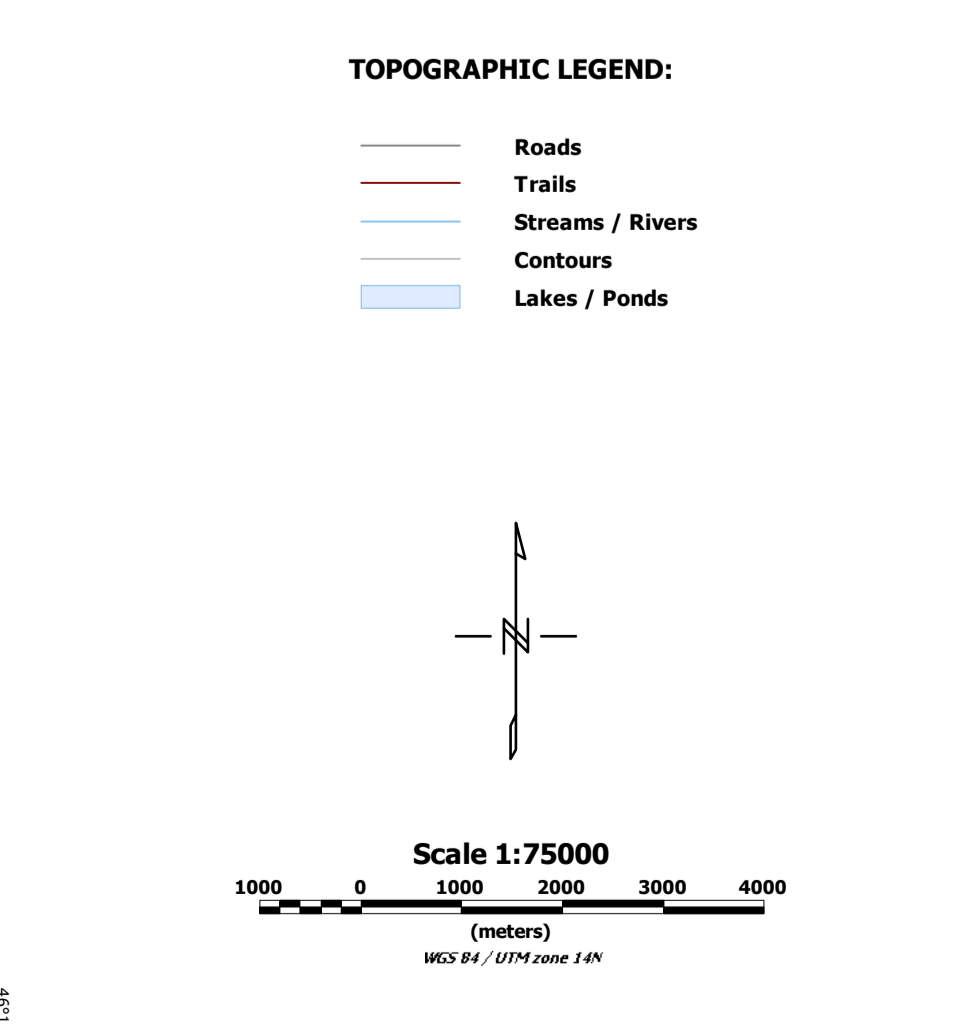 TOPOGRAPHIC LEGEND:
Roads
Trails
Streams / Rivers
Contours
Lakes / Ponds
N
Scale 1:75000
1000 0 1000 2000 3000 4000
(meters)
WGS 84 / UTM zone 14N